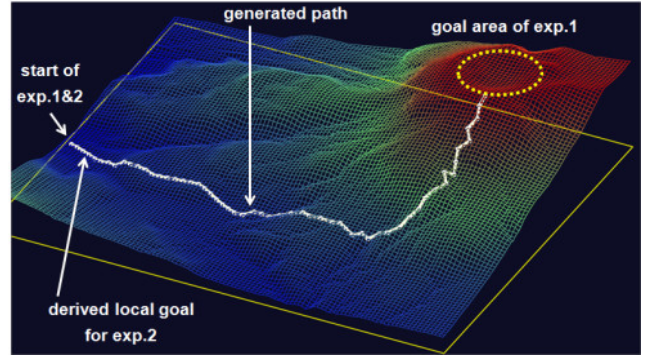 generated path
goal area of exp.1
start of
exp.1&2
derived local goal
for exp.2